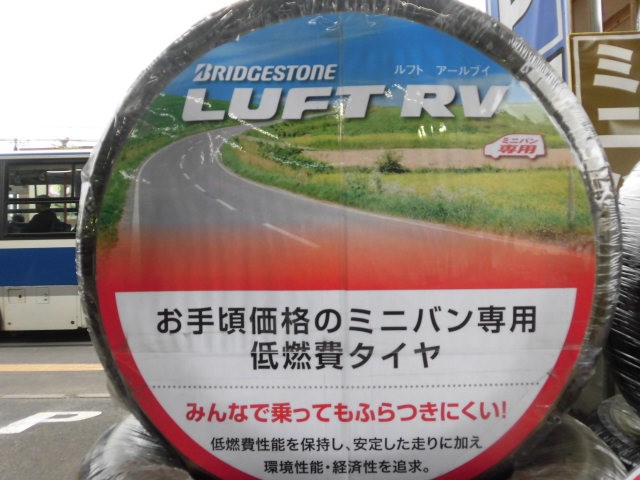 BRIDGESTONE
ルフト アールブイ
LUFT RV
ミニバン
専用
お手頃価格のミニバン専用
低燃費タイヤ
みんなで乗ってもふらつきにくい!
低燃費性能を保持し、安定した走りに加え
環境性能・経済性を追求。
P
P
ミニ